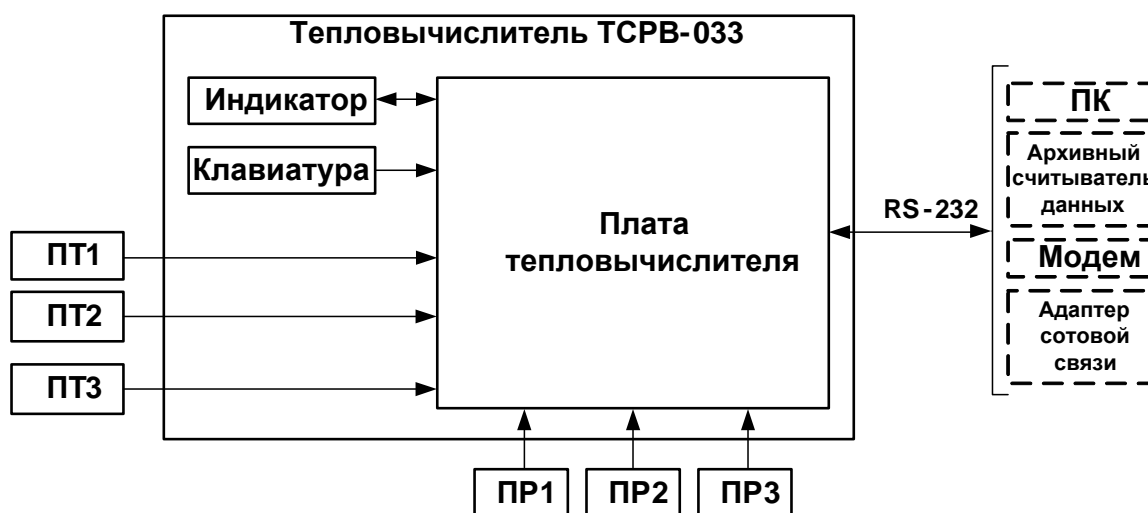 Тепловычислитель ТСРВ-033
Индикатор
Клавиатура
Плата
тепловычислителя
ПТ1
ПТ2
ПТ3
ПР1
ПР2
ПР3
RS-232
ПК
Архивный
считыватель
данных
Модем
Адаптер
сотовой
связи